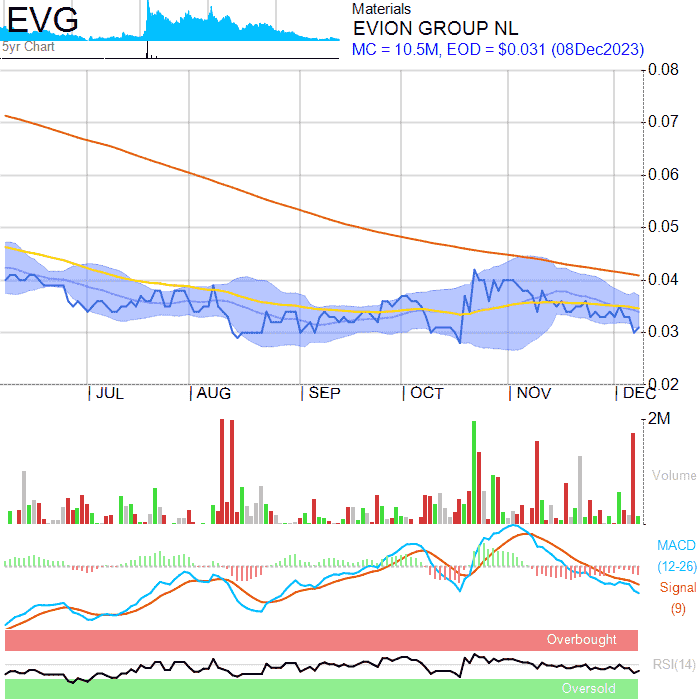 EVG
5yr Chart
Materials
EVION GROUP NL
MC = 10.5M, EOD = $0.031 (08Dec2023)
0.08
0.07
0.06
0.05
0.04
0.03
0.02
JUL AUG SEP OCT NOV DEC
2M
Volume
MACD
(12-26)
Signal
(9)
Overbought
RSI(14)
Oversold